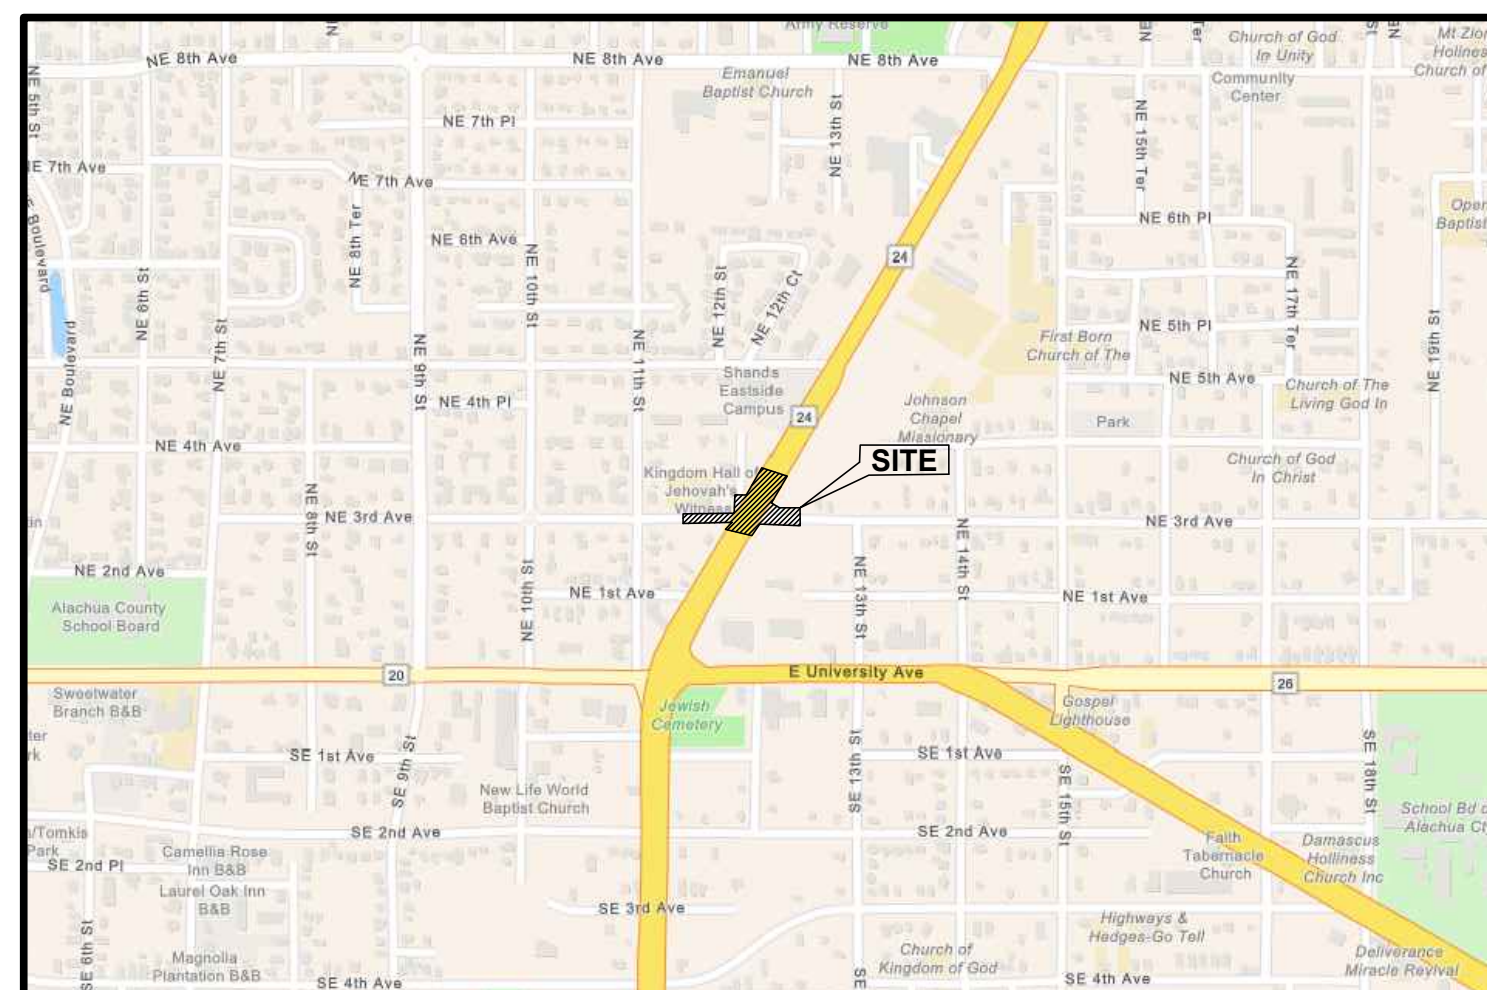 Army Reserve
NE 8th Ave
NE 8th Ave
NE 8th Ave
Church of God
In Unity
Mt Zion
Holines
Church of
Emanuel
Baptist Church
Community
Center
NE 5th St
NE 7th Pl
NE 13th St
NE 15th Ter
NE 7th Ave
NE 6th Pl
Open
Baptist
NE 8th Ter
NE 6th Ave
NE 10th St
Boulevard
24
NE 6th St
NE 12th St
NE 12th Ct
NE 17th Ter
NE 7th St
NE 9th St
NE 11th St
NE 5th Pl
First Born
Church of The
NE 19th St
NE Boulevard
Shands
Eastside
Campus
NE 5th Ave
Church of The
Living God In
NE 4th Pl
24
Johnson
Chapel
Missionary
Park
NE 4th Ave
SITE
Church of God
In Christ
Kingdom Hall of
Jehovah's
Witness
NE 8th St
NE 3rd Ave
NE 3rd Ave
NE 14th St
NE 2nd Ave
NE 10th St
NE 1st Ave
NE 13th St
NE 1st Ave
Alachua County
School Board
20
E University Ave
26
Sweetwater
Branch B&B
Jewish
Cemetery
Gospel
Lighthouse
SE 1st Ave
SE 9th St
SE 13th St
SE 1st Ave
SE 15th St
SE 18th St
New Life World
Baptist Church
School Bd
Alachua
/Tomkis
Park
SE 2nd Ave
SE 2nd Ave
SE 2nd Pl
Camellia Rose
Inn B&B
Faith
Tabernacle
Church
Damascus
Holliness
Church Inc
Laurel Oak Inn
B&B
SE 3rd Ave
SE 6th St
Highways &
Hedges-Go Tell
Magnolia
Plantation B&B
Church of
Kingdom of God
Deliverance
Miracle Revival
SE 4th Ave
SE
SE 4th Ave